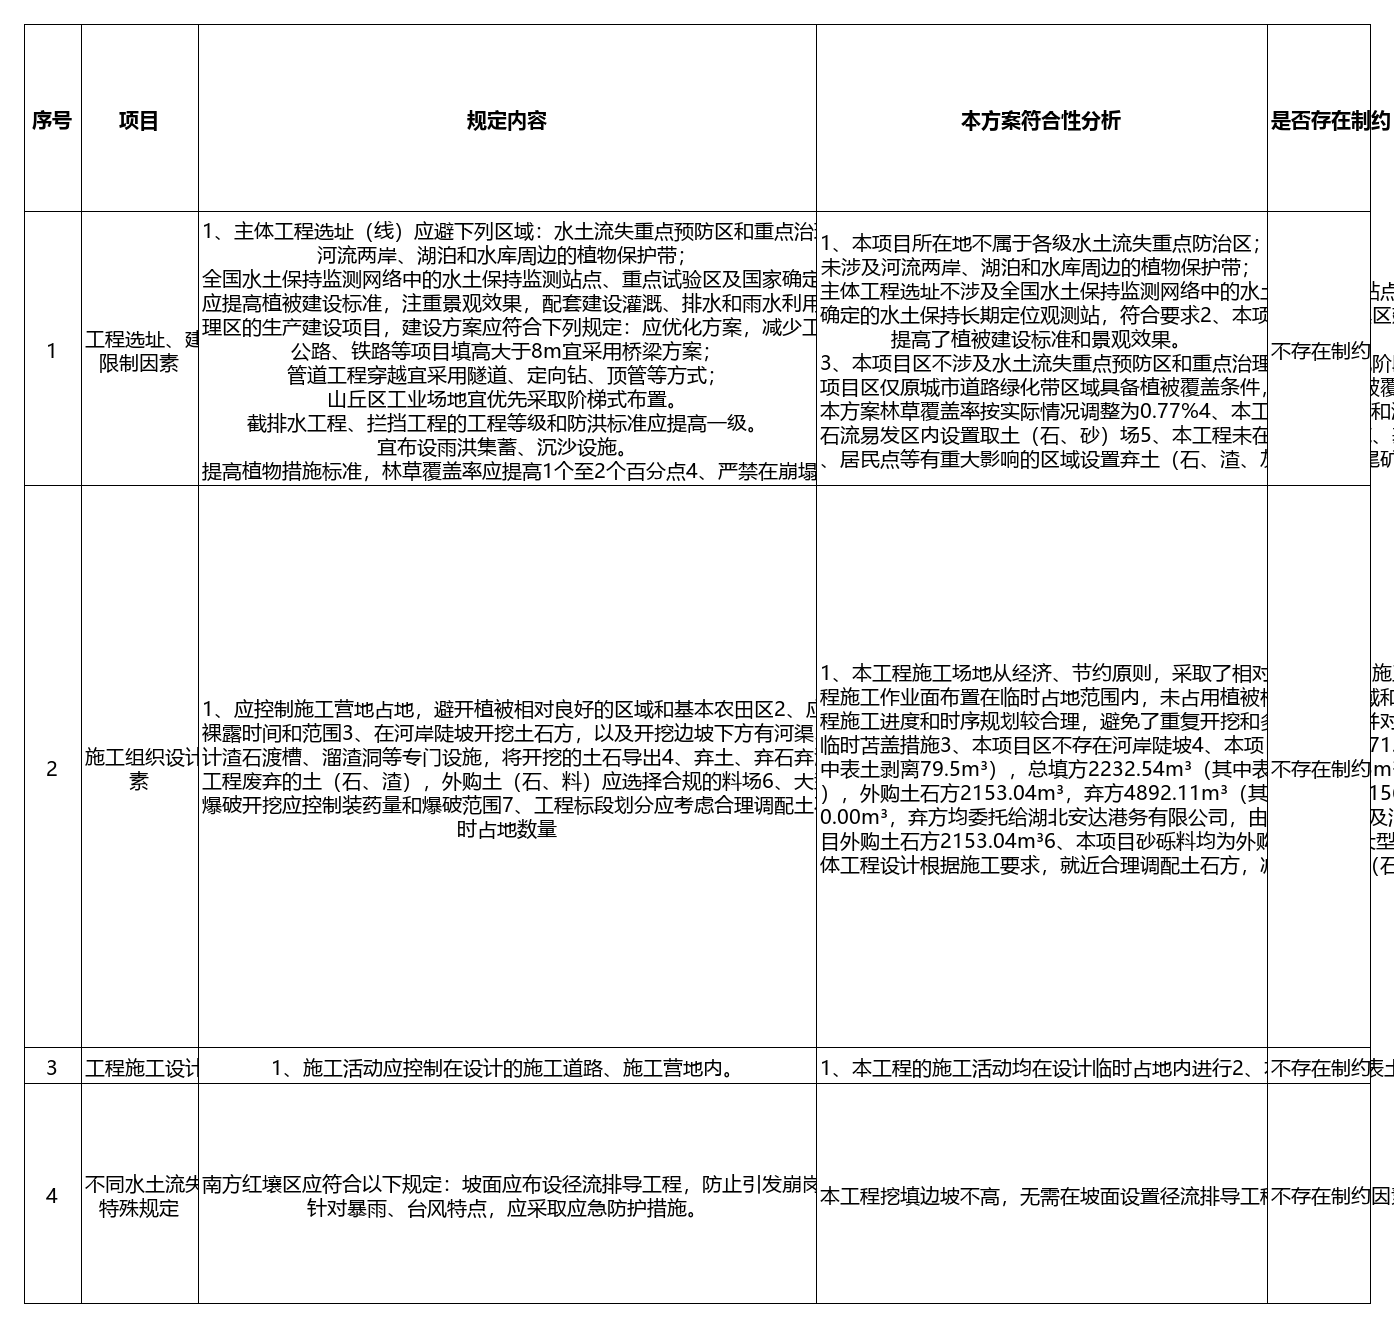 序号 项目 规定内容 本方案符合性分析 是否存在制约
1
工程选址、建
限制因素
1、主体工程选址（线）应避下列区域：水土流失重点预防区和重点治
河流两岸、湖泊和水库周边的植物保护带；
全国水土保持监测网络中的水土保持监测站点、重点试验区及国家确定
应提高植被建设标准，注重景观效果，配套建设灌溉、排水和雨水利用
理区的生产建设项目，建设方案应符合下列规定：应优化方案，减少工
公路、铁路等项目填高大于8m宜采用桥梁方案；
管道工程穿越宜采用隧道、定向钻、顶管等方式；
山丘区工业场地宜优先采取阶梯式布置。
截排水工程、拦挡工程的工程等级和防洪标准应提高一级。
宜布设雨洪集蓄、沉沙设施。
提高植物措施标准，林草覆盖率应提高1个至2个百分点4、严禁在崩塌
1、本项目所在地不属于各级水土流失重点防治区；
未涉及河流两岸、湖泊和水库周边的植物保护带；
主体工程选址不涉及全国水土保持监测网络中的水土 站点
确定的水土保持长期定位观测站，符合要求2、本项 区
提高了植被建设标准和景观效果。
3、本项目区不涉及水土流失重点预防区和重点治理 阶
项目区仅原城市道路绿化带区域具备植被覆盖条件， 被覆
本方案林草覆盖率按实际情况调整为0.77%4、本工 和
石流易发区内设置取土（石、砂）场5、本工程未在 、
、居民点等有重大影响的区域设置弃土（石、渣、灰 尾矿
不存在制约
2
施工组织设计
素
1、应控制施工营地占地，避开植被相对良好的区域和基本农田区2、应
裸露时间和范围3、在河岸陡坡开挖土石方，以及开挖边坡下方有河渠
计渣石渡槽、溜渣洞等专门设施，将开挖的土石导出4、弃土、弃石弃
工程废弃的土（石、渣），外购土（石、料）应选择合规的料场6、大
爆破开挖应控制装药量和爆破范围7、工程标段划分应考虑合理调配土
时占地数量
1、本工程施工场地从经济、节约原则，采取了相对 施
程施工作业面布置在临时占地范围内，未占用植被相 域和
程施工进度和时序规划较合理，避免了重复开挖和多 并对
临时苫盖措施3、本项目区不存在河岸陡坡4、本项 71.
中表土剥离79.5m³），总填方2232.54m³（其中表 m³
），外购土石方2153.04m³，弃方4892.11m³（其 15
0.00m³，弃方均委托给湖北安达港务有限公司，由 及
目外购土石方2153.04m³6、本项目砂砾料均为外购 大型
体工程设计根据施工要求，就近合理调配土石方， （石
不存在制约
3
工程施工设计
1、施工活动应控制在设计的施工道路、施工营地内。
1、本工程的施工活动均在设计临时占地内进行2、 表土
不存在制约
4
不同水土流失
特殊规定
南方红壤区应符合以下规定：坡面应布设径流排导工程，防止引发崩岗
针对暴雨、台风特点，应采取应急防护措施。
本工程挖填边坡不高，无需在坡面设置径流排导工程
不存在制约因素